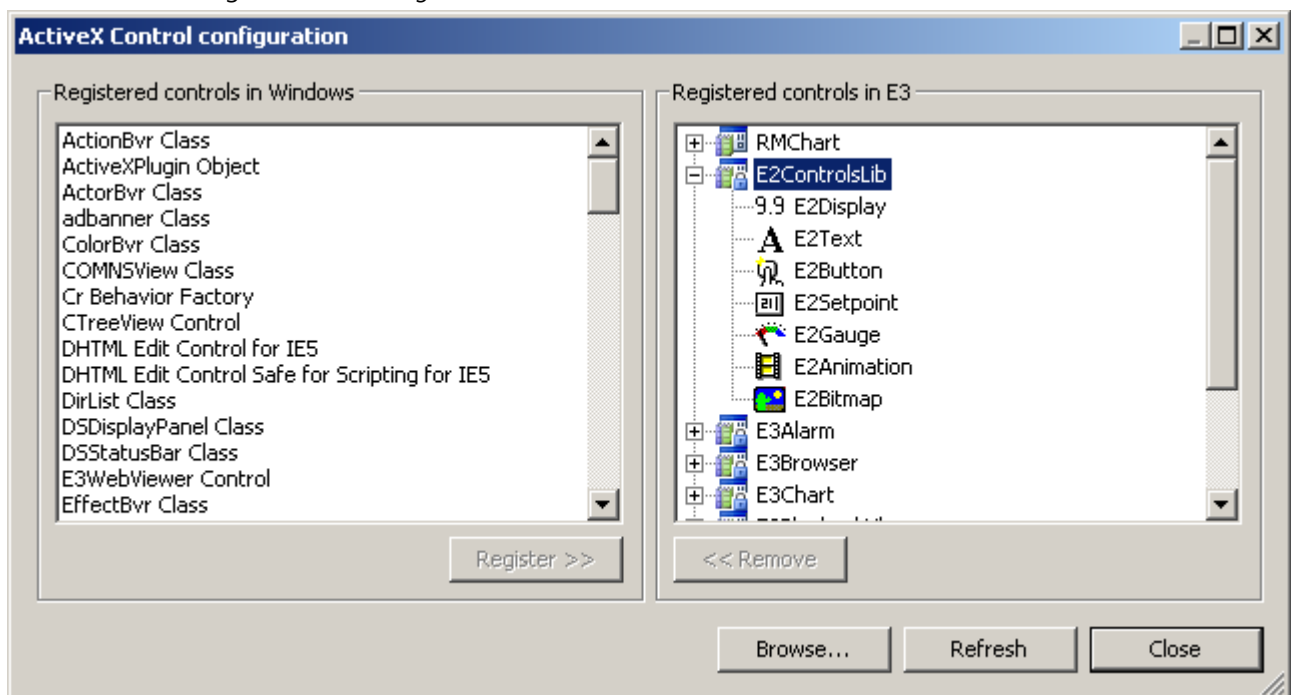 ActiveX Control configuration
Registered controls in Windows
ActionBvr Class
ActiveXPlugin Object
ActorBvr Class
adbanner Class
ColorBvr Class
COMNSView Class
Cr Behavior Factory
CTreeView Control
DHTML Edit Control for IE5
DHTML Edit Control Safe for Scripting for IE5
DirList Class
DSDisplayPanel Class
DSStatusBar Class
E3WebViewer Control
EffectBvr Class
Register >>
Registered controls in E3
RMChart
E2ControlsLib
9.9 E2Display
A E2Text
E2Button
E2Setpoint
E2Gauge
E2Animation
E2Bitmap
E3Alarm
E3Browser
E3Chart
<< Remove
Browse...
Refresh
Close